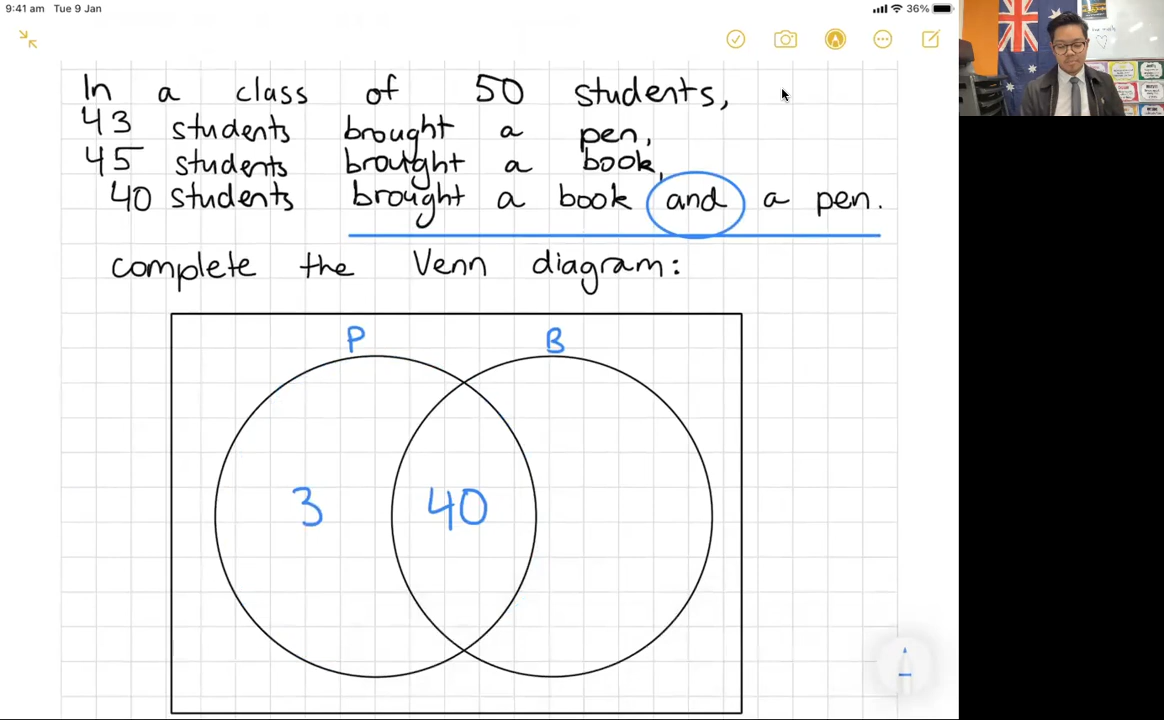 9:41 am Tue 9 Jan
36%
In a class of 50 students,
43 students brought a pen,
45 students brought a book,
40 students brought a book and a pen.
complete the Venn diagram:
P B
3 40